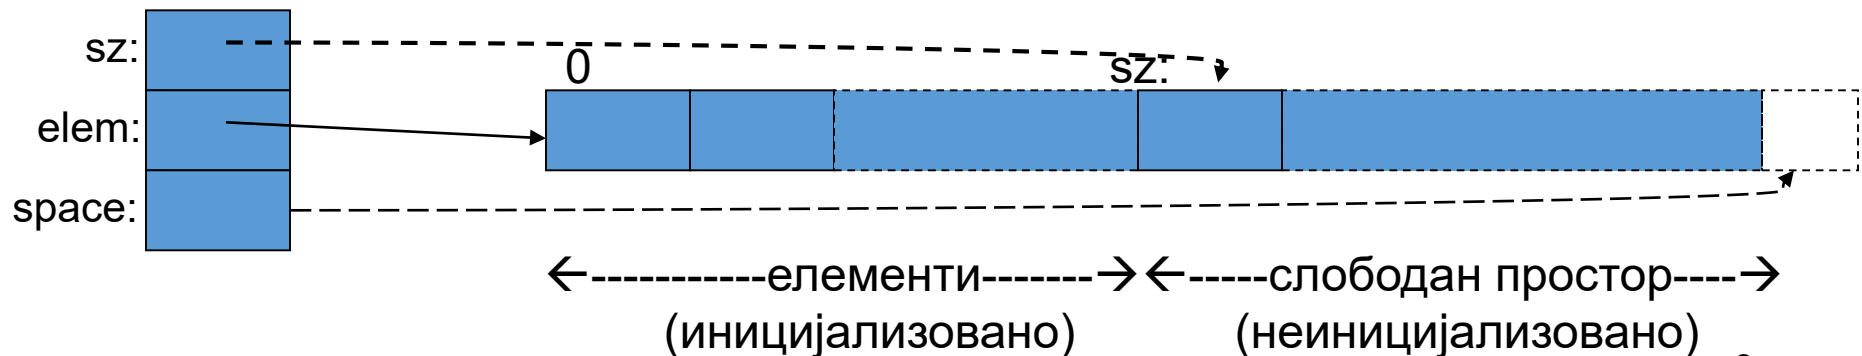 sz:
0
sz:
elem:
space:
←-----------елементи-------→←-----слободан простор----→
(иницијализовано)
(неиницијализовано)